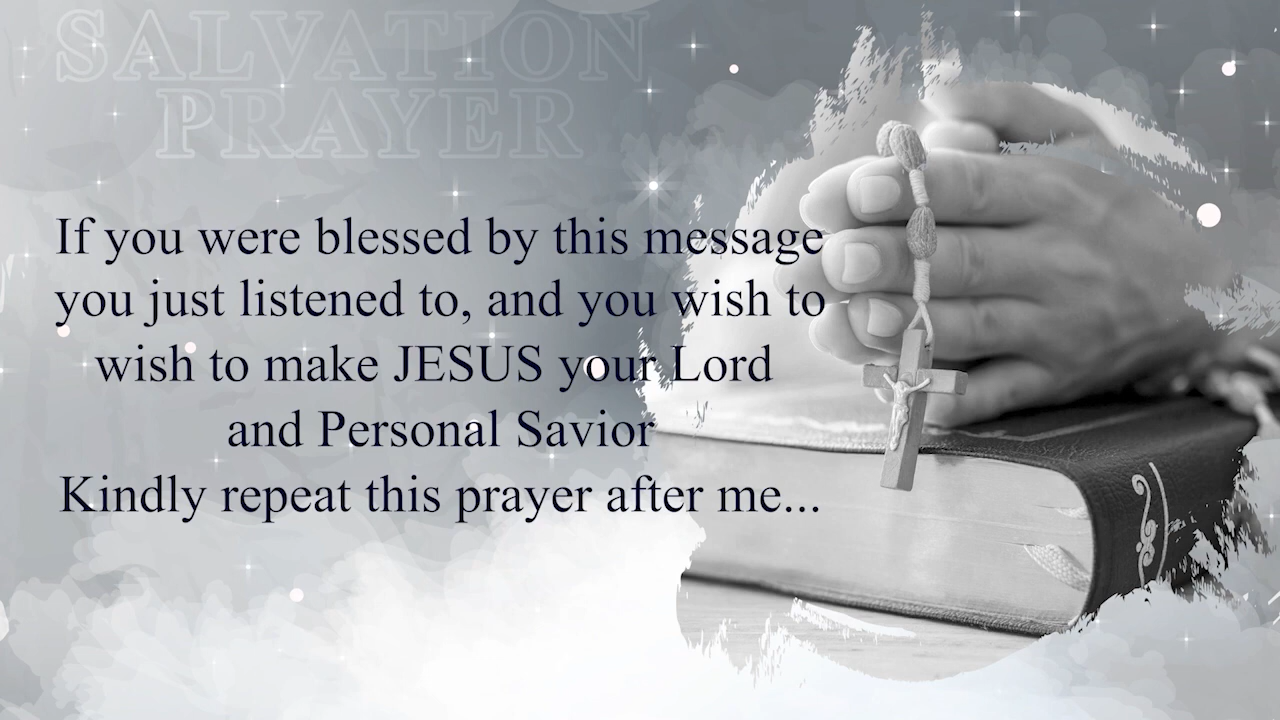 SALVATION
PRAYER
If you were blessed by this message
you just listened to, and you wish to
wish to make JESUS your Lord
and Personal Savior
Kindly repeat this prayer after me...